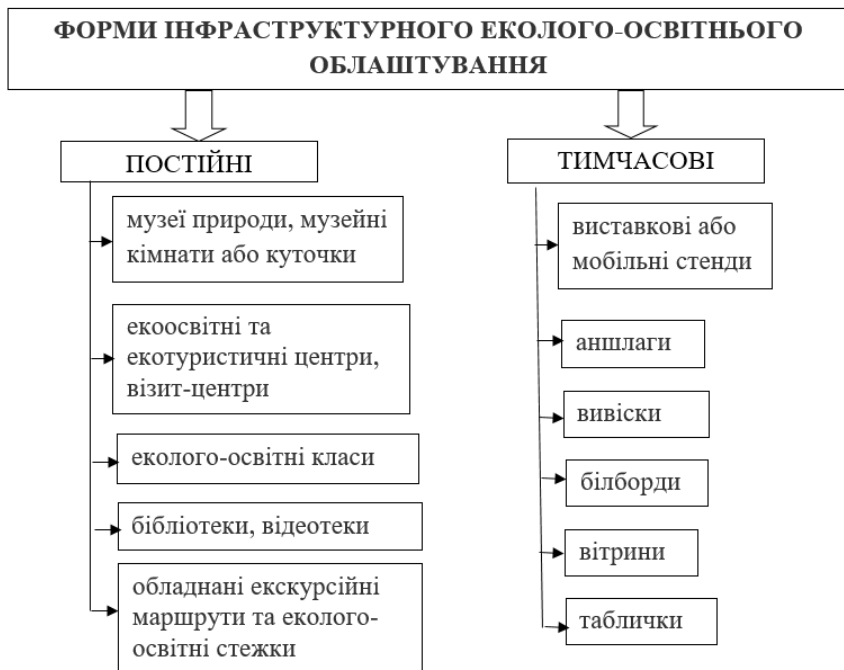 ФОРМИ ІНФРАСТРУКТУРНОГО ЕКОЛОГО-ОСВІТНЬОГО
ОБЛАШТУВАННЯ
ПОСТІЙНІ
музеї природи, музейні
кімнати або куточки
екоосвітні та
екотуристичні центри,
візит-центри
еколого-освітні класи
бібліотеки, відеотеки
обладнані екскурсійні
маршрути та еколого-
освітні стежки
ТИМЧАСОВІ
виставкові або
мобільні стенди
аншлаги
вивіски
білборди
вітрини
таблички